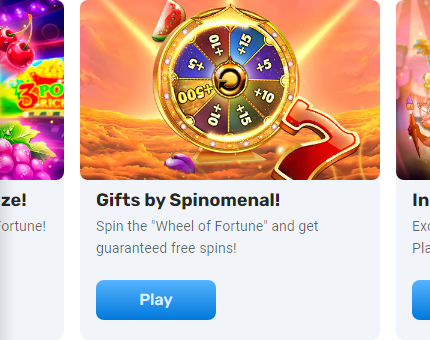 3 PO
+10
+15
+5
+10
+15
+10
+500
+5
ze!
Gifts by Spinomenal!
In
ortune!
Spin the "Wheel of Fortune" and get
guaranteed free spins!
Exc
Pla
Play